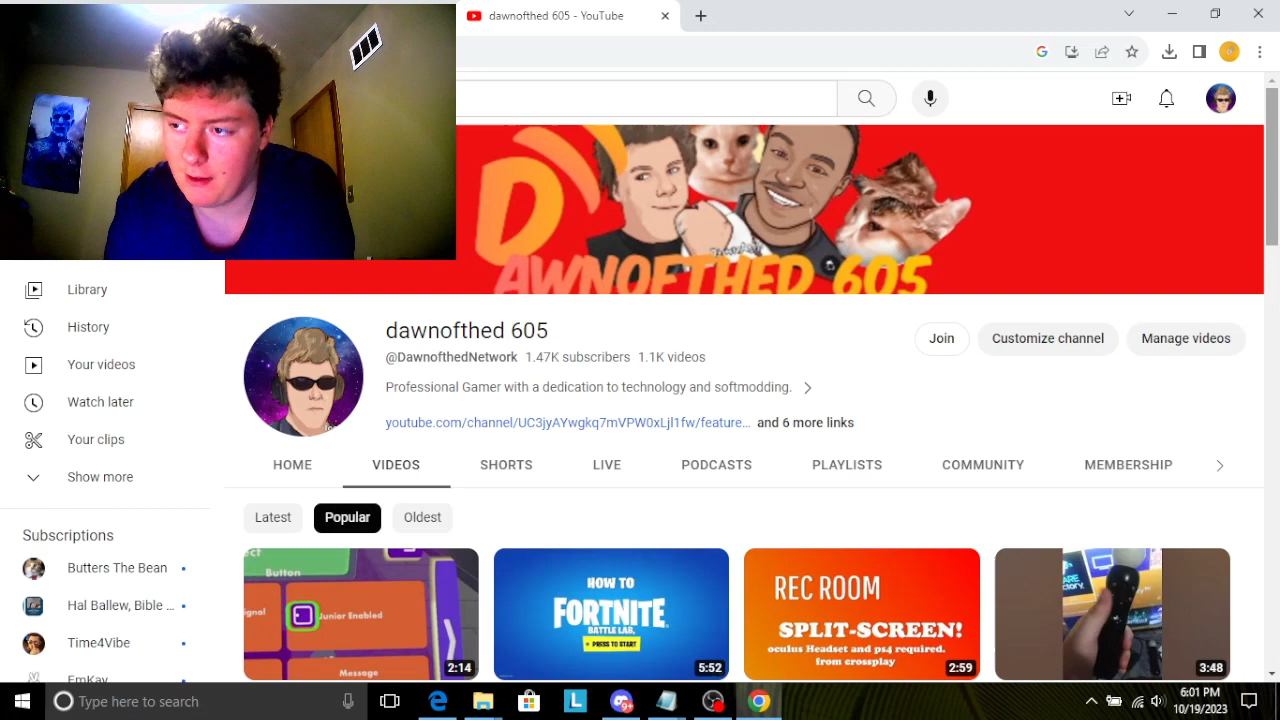 dawnofthed 605 - YouTube
AWNOFTHED 605
Library
History
Your videos
Watch later
Your clips
Show more
Subscriptions
Butters The Bean
Hal Ballew, Bible ...
Time4Vibe
EmKay
dawnofthed 605
@DawnofthedNetwork 1.47K subscribers 1.1K videos
Join
Customize channel
Manage videos
Professional Gamer with a dedication to technology and softmodding.
youtube.com/channel/UC3jyAYwgkq7mVPW0xLjl1fw/feature... and 6 more links
HOME VIDEOS SHORTS LIVE PODCASTS PLAYLISTS COMMUNITY MEMBERSHIP
Latest Popular Oldest
Button
Junior Enabled
Message
2:14
HOW TO
FORTNITE
BATTLE LAB.
PRESS TO START
5:52
REC ROOM
SPLIT-SCREEN!
oculus Headset and ps4 required.
from crossplay
2:59
3:48
Type here to search
9+
6:01 PM
10/19/2023